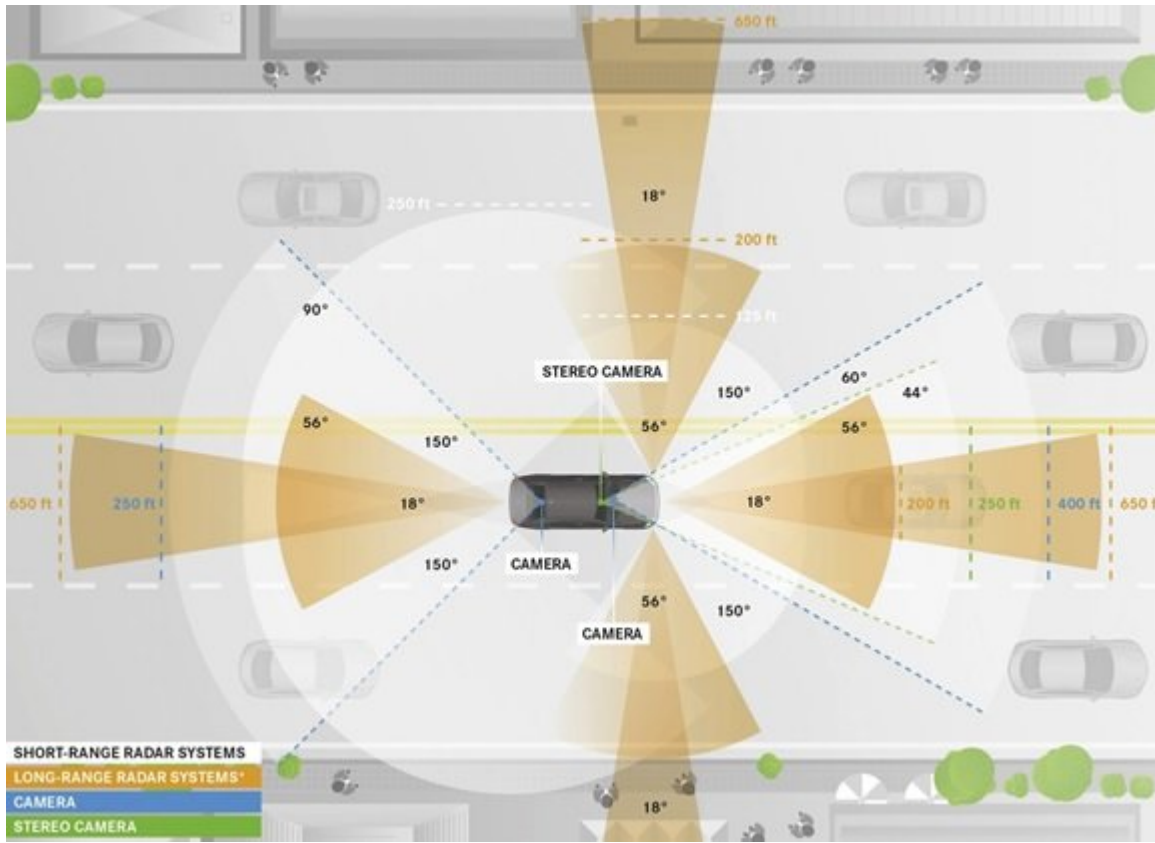 650 ft
18°
250 ft
200 ft
90°
125 ft
STEREO CAMERA
60°
150°
44°
56°
56°
56°
150°
650 ft
250 ft
18°
18°
200 ft
250 ft
400 ft
650 ft
CAMERA
150°
56°
150°
CAMERA
SHORT-RANGE RADAR SYSTEMS
LONG-RANGE RADAR SYSTEMS*
CAMERA
STEREO CAMERA
18°